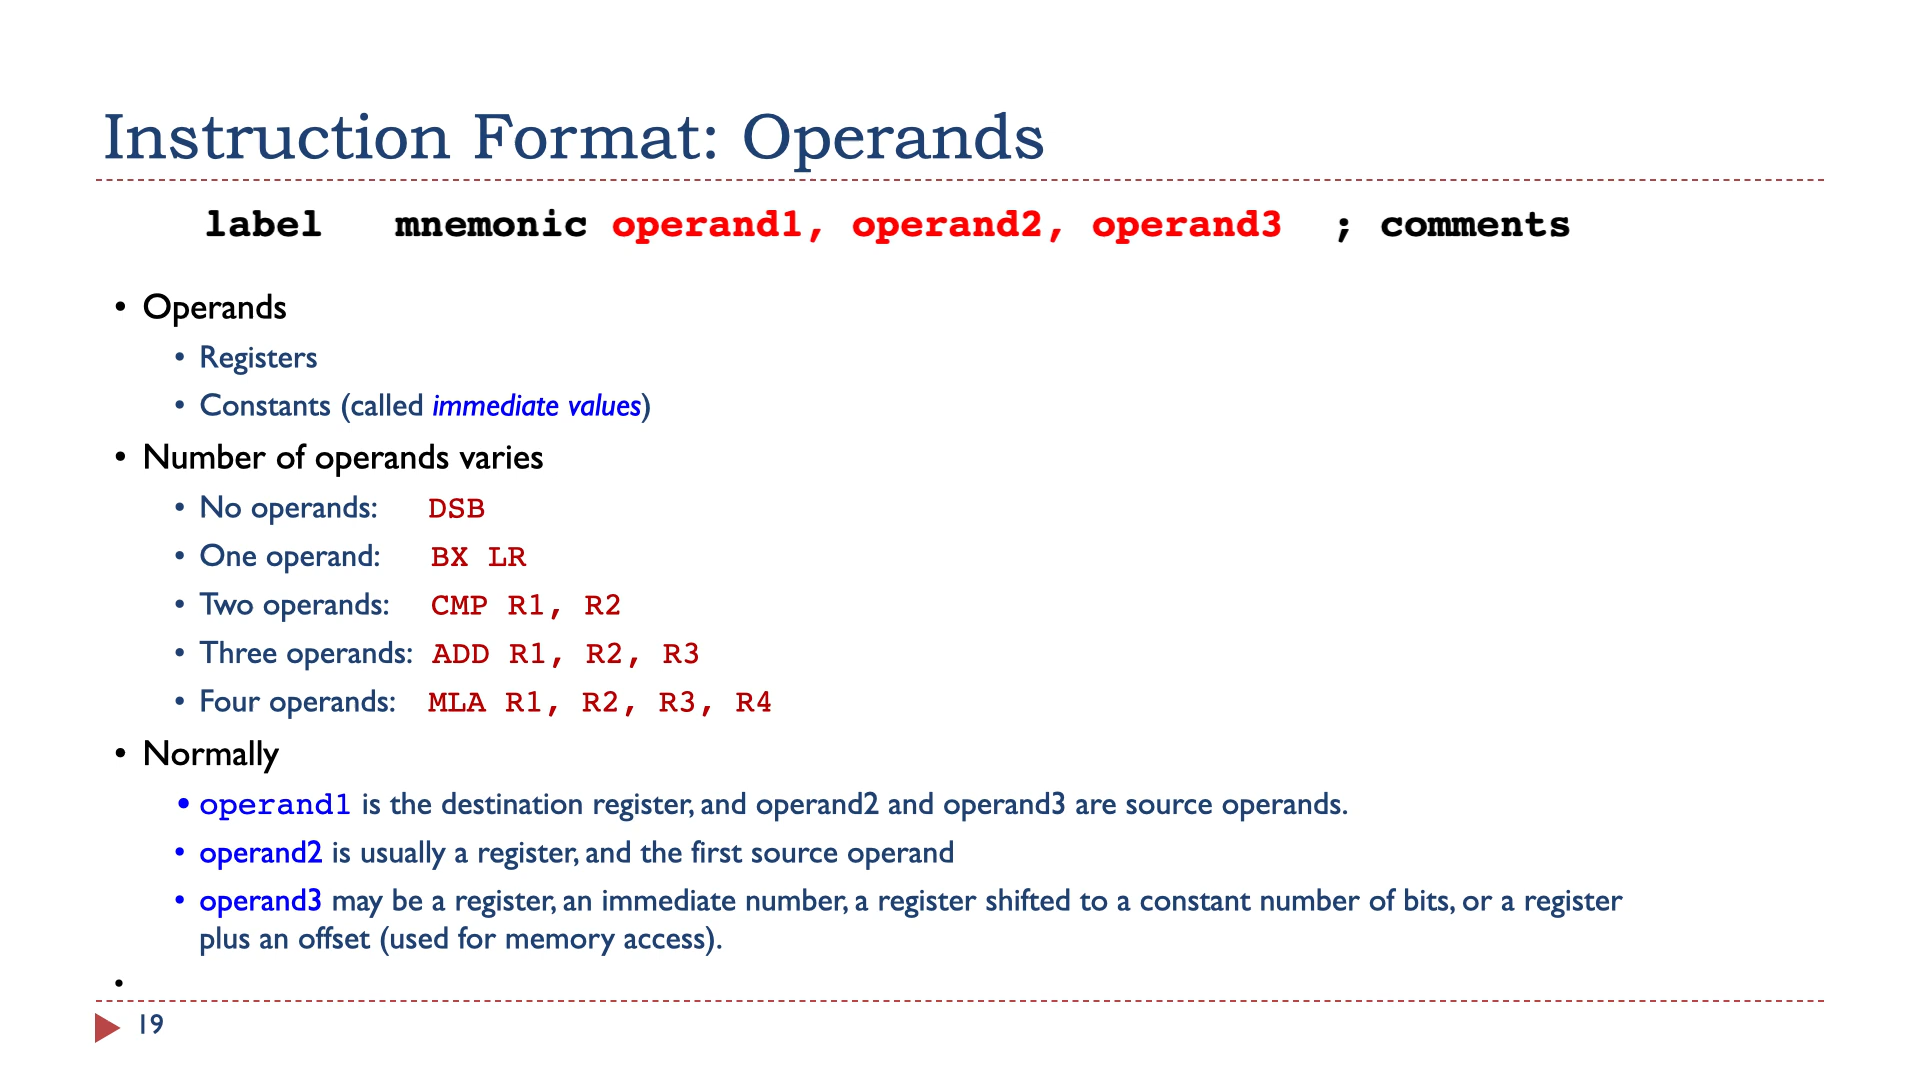 Instruction Format: Operands
label mnemonic operand1, operand2, operand3 ; comments
• Operands
• Registers
• Constants (called immediate values)
• Number of operands varies
• No operands: DSB
• One operand: BX LR
• Two operands: CMP R1, R2
• Three operands: ADD R1, R2, R3
• Four operands: MLA R1, R2, R3, R4
• Normally
• operand1 is the destination register, and operand2 and operand3 are source operands.
• operand2 is usually a register, and the first source operand
• operand3 may be a register, an immediate number, a register shifted to a constant number of bits, or a register
plus an offset (used for memory access).
•
19